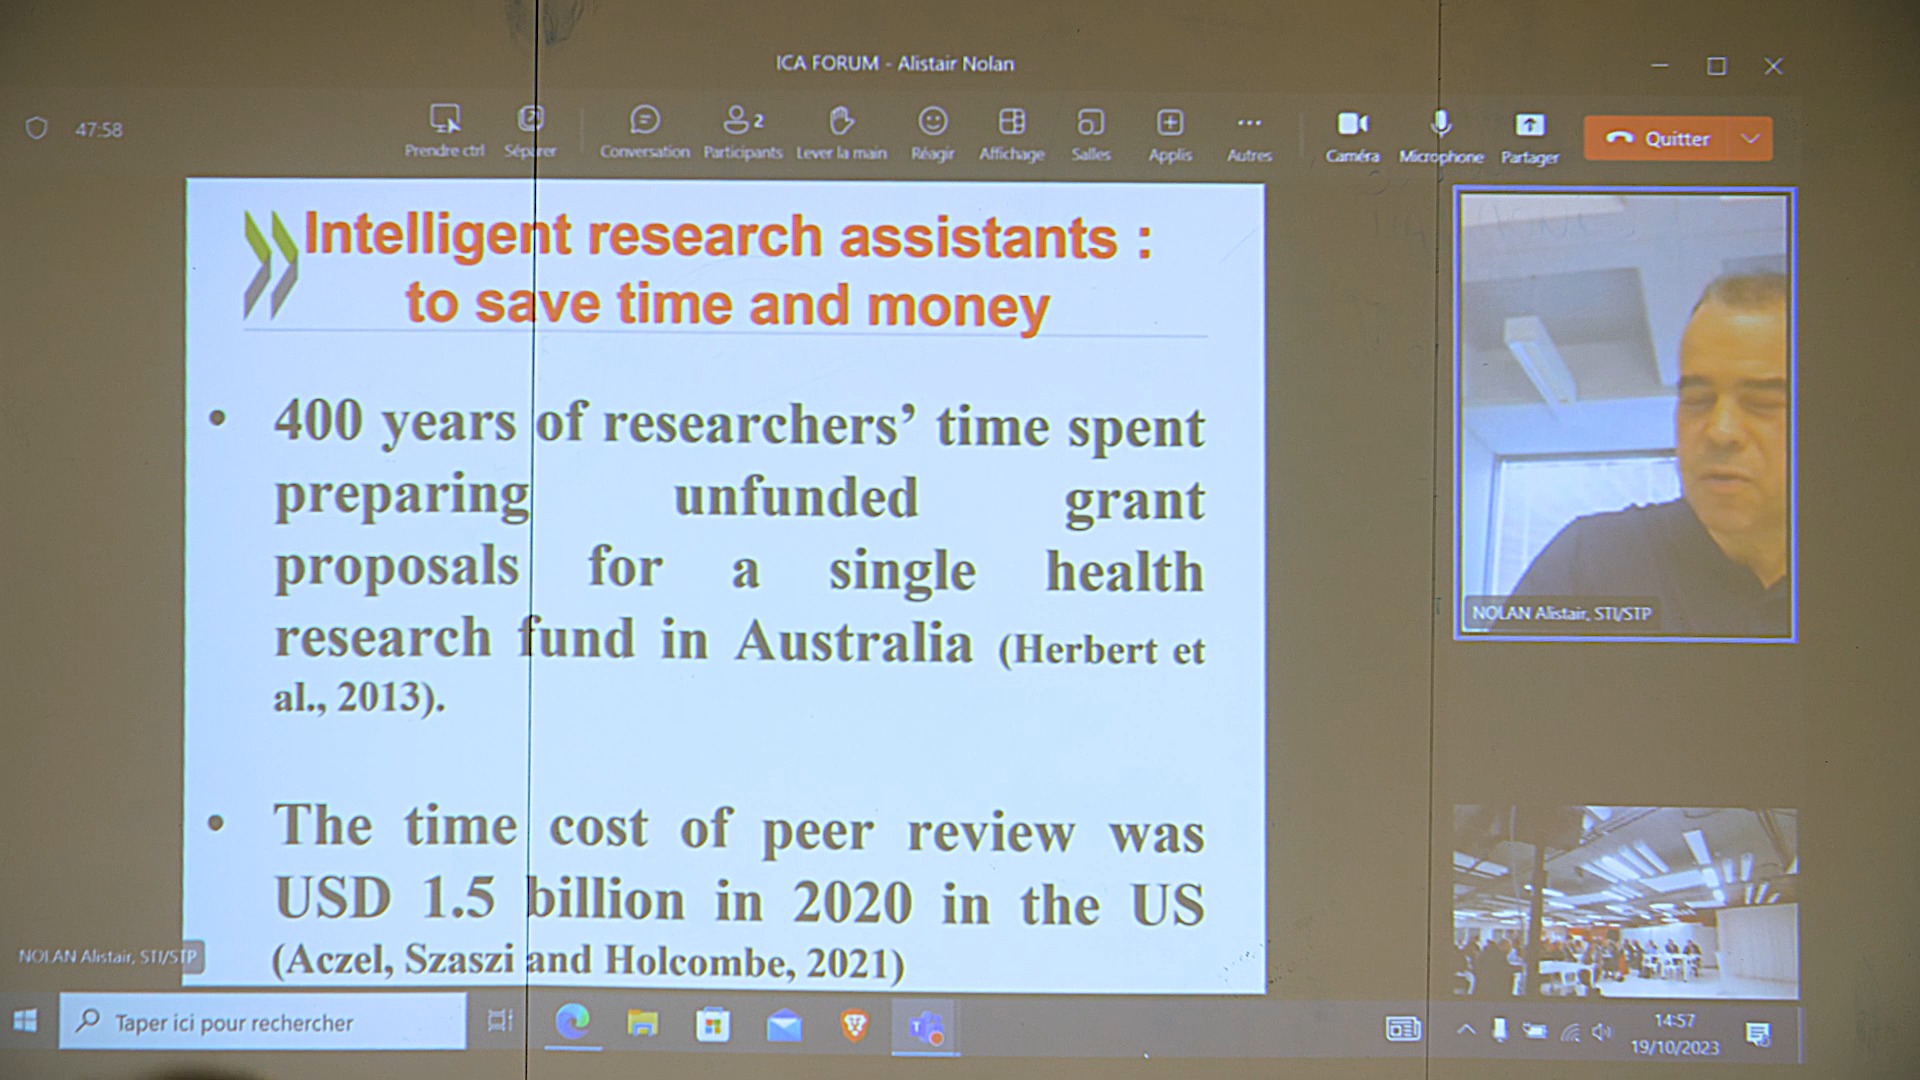 ICA FORUM - Alistair Nolan
47:58
Prendre ctrl Séparer Conversation Participants 2 Lever la main Réagir Affichage Salles Applis Autres Caméra Microphone Partager Quitter
Intelligent research assistants :
to save time and money
• 400 years of researchers’ time spent
preparing unfunded grant
proposals for a single health
research fund in Australia (Herbert et
al., 2013).
• The time cost of peer review was
USD 1.5 billion in 2020 in the US
(Aczel, Szaszi and Holcombe, 2021)
NOLAN Alistair, STI/STP
NOLAN Alistair, STI/STP
Taper ici pour rechercher
14:57
19/10/2023